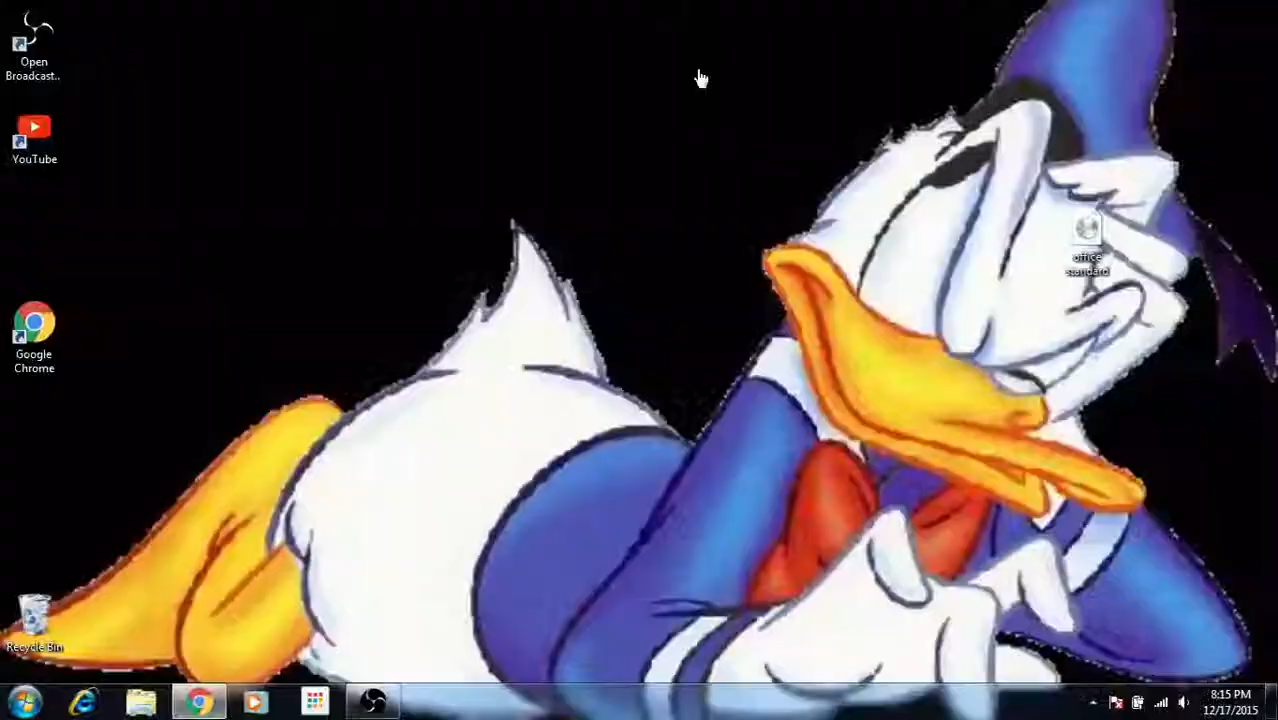 Open
Broadcast..
YouTube
office
standard
Google
Chrome
Recycle Bin
8:15 PM
12/17/2015